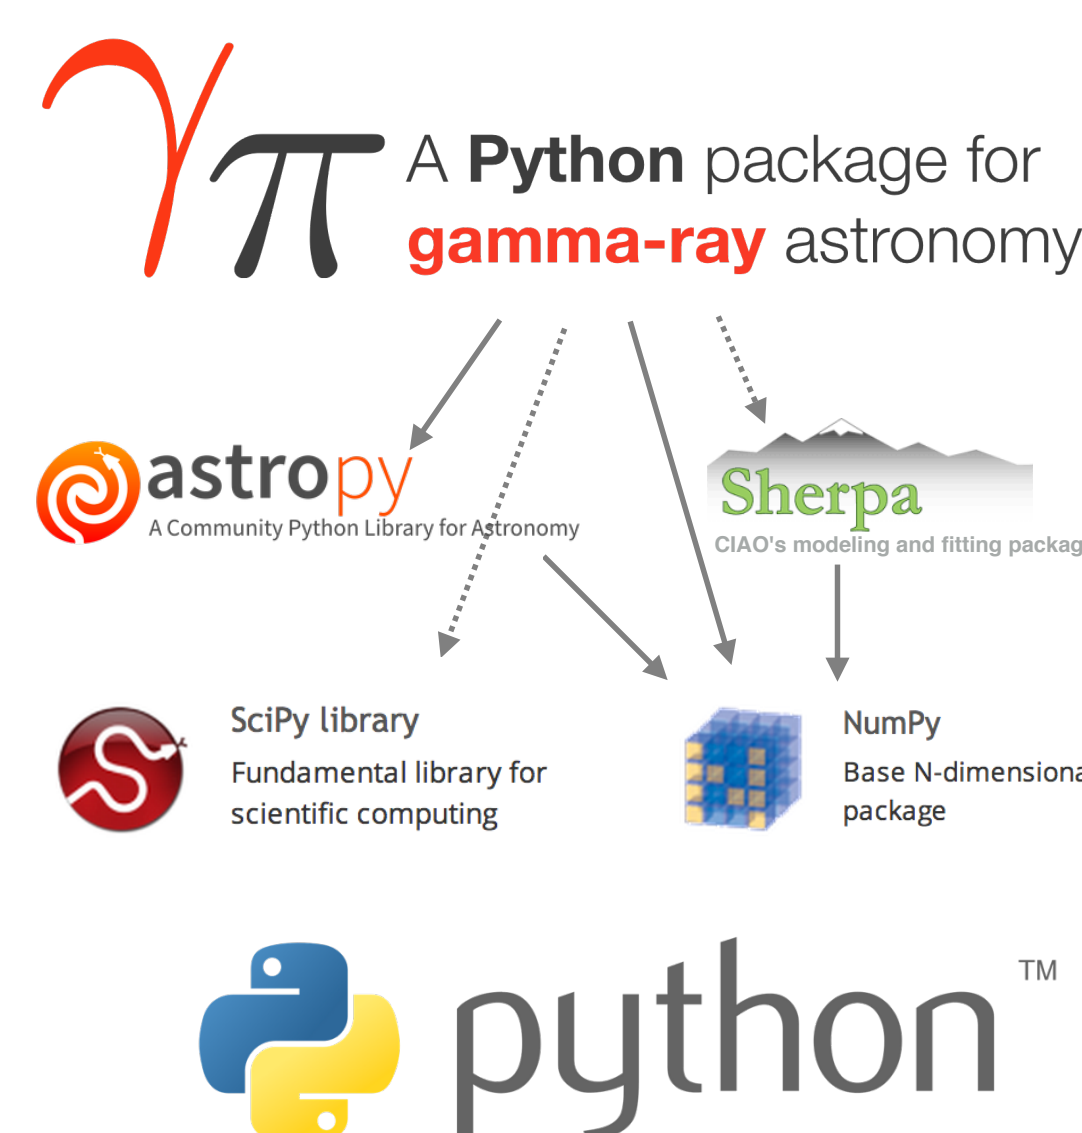 γπ
A Python package for
gamma-ray astronomy
astropy
A Community Python Library for Astronomy
Sherpa
CIAO's modeling and fitting packag
SciPy library
Fundamental library for
scientific computing
NumPy
Base N-dimensiona
package
python
TM